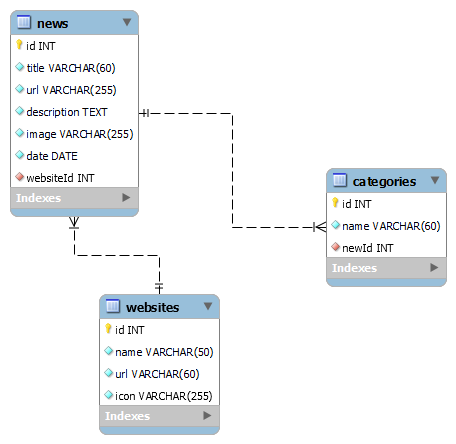 news
id INT
title VARCHAR(60)
url VARCHAR(255)
description TEXT
image VARCHAR(255)
date DATE
websiteId INT
Indexes
categories
id INT
name VARCHAR(60)
newId INT
Indexes
websites
id INT
name VARCHAR(50)
url VARCHAR(60)
icon VARCHAR(255)
Indexes